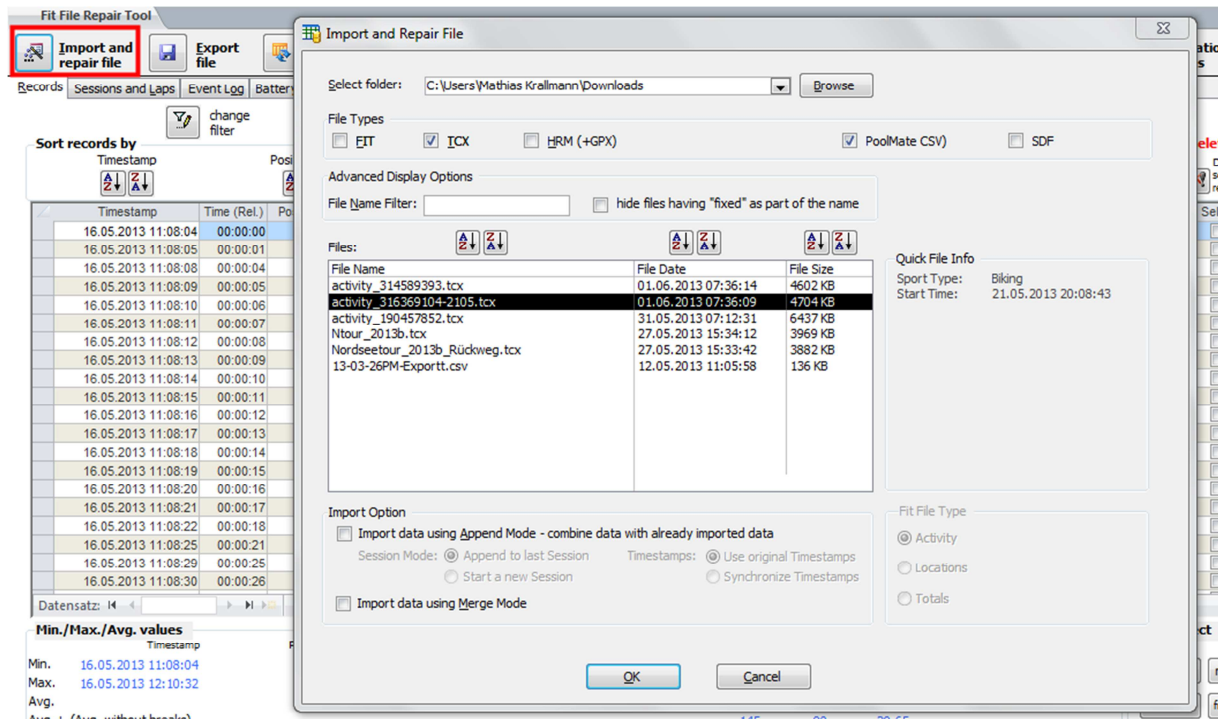 Fit File Repair Tool
Import and repair file
Export file
Records
Sessions and Laps
Event Log
Batter
change filter
Sort records by
Timestamp
Posi
Timestamp Time (Rel.) Po
16.05.2013 11:08:04 00:00:00
16.05.2013 11:08:05 00:00:01
16.05.2013 11:08:08 00:00:04
16.05.2013 11:08:09 00:00:05
16.05.2013 11:08:10 00:00:06
16.05.2013 11:08:11 00:00:07
16.05.2013 11:08:12 00:00:08
16.05.2013 11:08:13 00:00:09
16.05.2013 11:08:14 00:00:10
16.05.2013 11:08:15 00:00:11
16.05.2013 11:08:16 00:00:12
16.05.2013 11:08:17 00:00:13
16.05.2013 11:08:18 00:00:14
16.05.2013 11:08:19 00:00:15
16.05.2013 11:08:20 00:00:16
16.05.2013 11:08:21 00:00:17
16.05.2013 11:08:22 00:00:18
16.05.2013 11:08:25 00:00:21
16.05.2013 11:08:29 00:00:25
16.05.2013 11:08:30 00:00:26
Datensatz:
Min./Max./Avg. values
Timestamp
Min. 16.05.2013 11:08:04
Max. 16.05.2013 12:10:32
Avg.
Import and Repair File
Select folder: C:\Users\Mathias Krallmann\Downloads Browse
File Types
FIT TCX HRM (+GPX) PoolMate CSV) SDF
Advanced Display Options
File Name Filter: hide files having "fixed" as part of the name
Files:
File Name File Date File Size
activity_314589393.tcx 01.06.2013 07:36:14 4602 KB
activity_316369104-2105.tcx 01.06.2013 07:36:09 4704 KB
activity_190457852.tcx 31.05.2013 07:12:31 6437 KB
Ntour_2013b.tcx 27.05.2013 15:34:12 3969 KB
Nordseetour_2013b_Rückweg.tcx 27.05.2013 15:33:42 3882 KB
13-03-26PM-Exportt.csv 12.05.2013 11:05:58 136 KB
Quick File Info
Sport Type: Biking
Start Time: 21.05.2013 20:08:43
Import Option
Import data using Append Mode - combine data with already imported data
Session Mode: Append to last Session Timestamps: Use original Timestamps
Start a new Session Synchronize Timestamps
Import data using Merge Mode
Fit File Type
Activity
Locations
Totals
OK Cancel